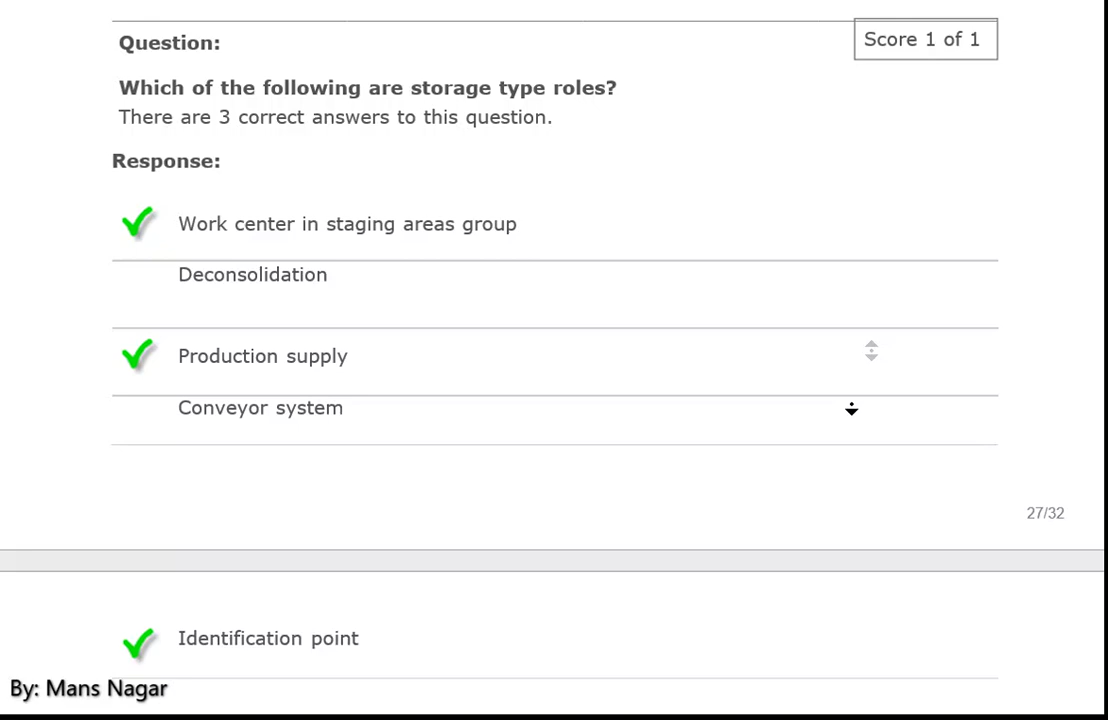 Question:
Score 1 of 1
Which of the following are storage type roles?
There are 3 correct answers to this question.
Response:
Work center in staging areas group
Deconsolidation
Production supply
Conveyor system
27/32
Identification point
By: Mans Nagar